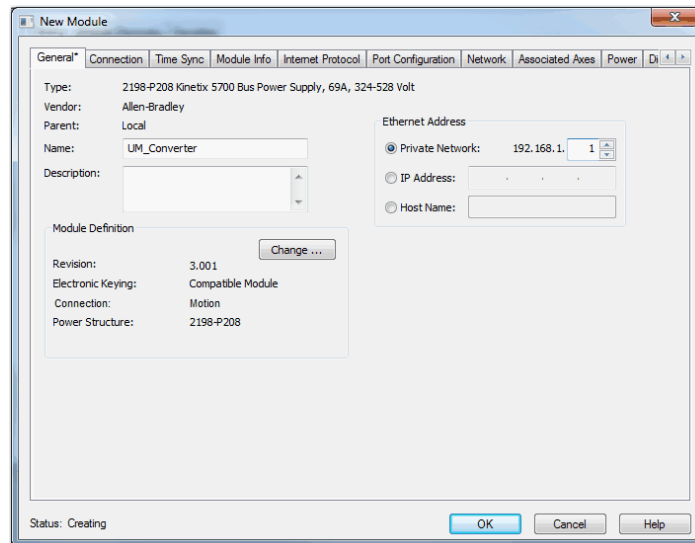 New Module
General* Connection Time Sync Module Info Internet Protocol Port Configuration Network Associated Axes Power
Type: 2198-P208 Kinetix 5700 Bus Power Supply, 69A, 324-528 Volt
Vendor: Allen-Bradley
Parent: Local
Name: UM_Converter
Description:
Ethernet Address
Private Network: 192.168.1. 1
IP Address: . . .
Host Name:
Module Definition
Change ...
Revision: 3.001
Electronic Keying: Compatible Module
Connection: Motion
Power Structure: 2198-P208
Status: Creating
OK Cancel Help